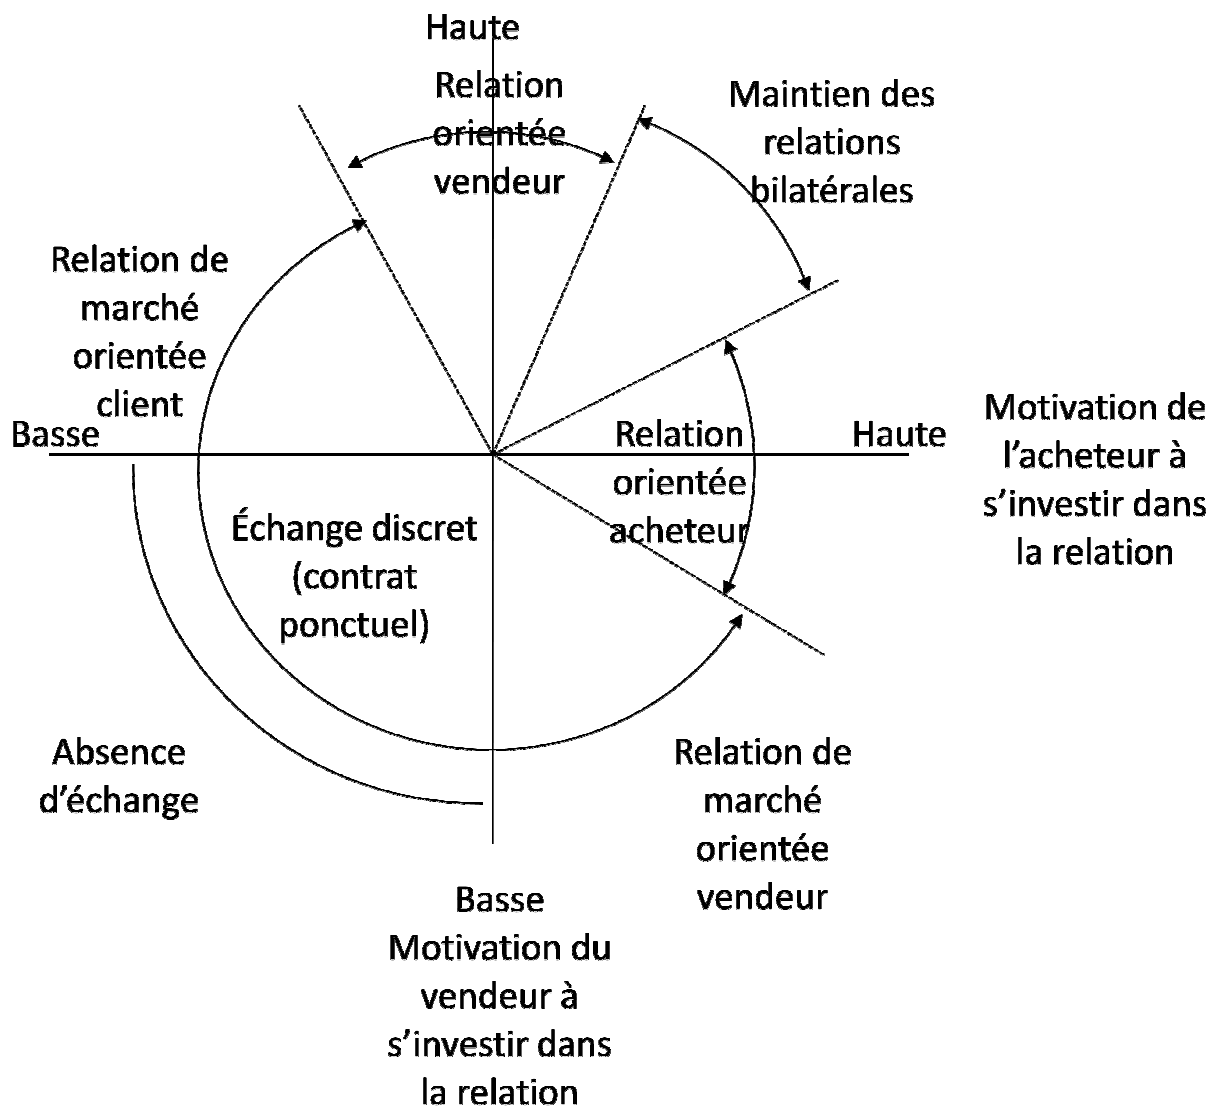 Haute
Relation
orientée
vendeur
Maintien des
relations
bilatérales
Relation de
marché
orientée
client
Basse
Relation
orientée
acheteur
Haute
Motivation de
l'acheteur à
s'investir dans
la relation
Échange discret
(contrat
ponctuel)
Absence
d'échange
Relation de
marché
orientée
vendeur
Basse
Motivation du
vendeur à
s'investir dans
la relation